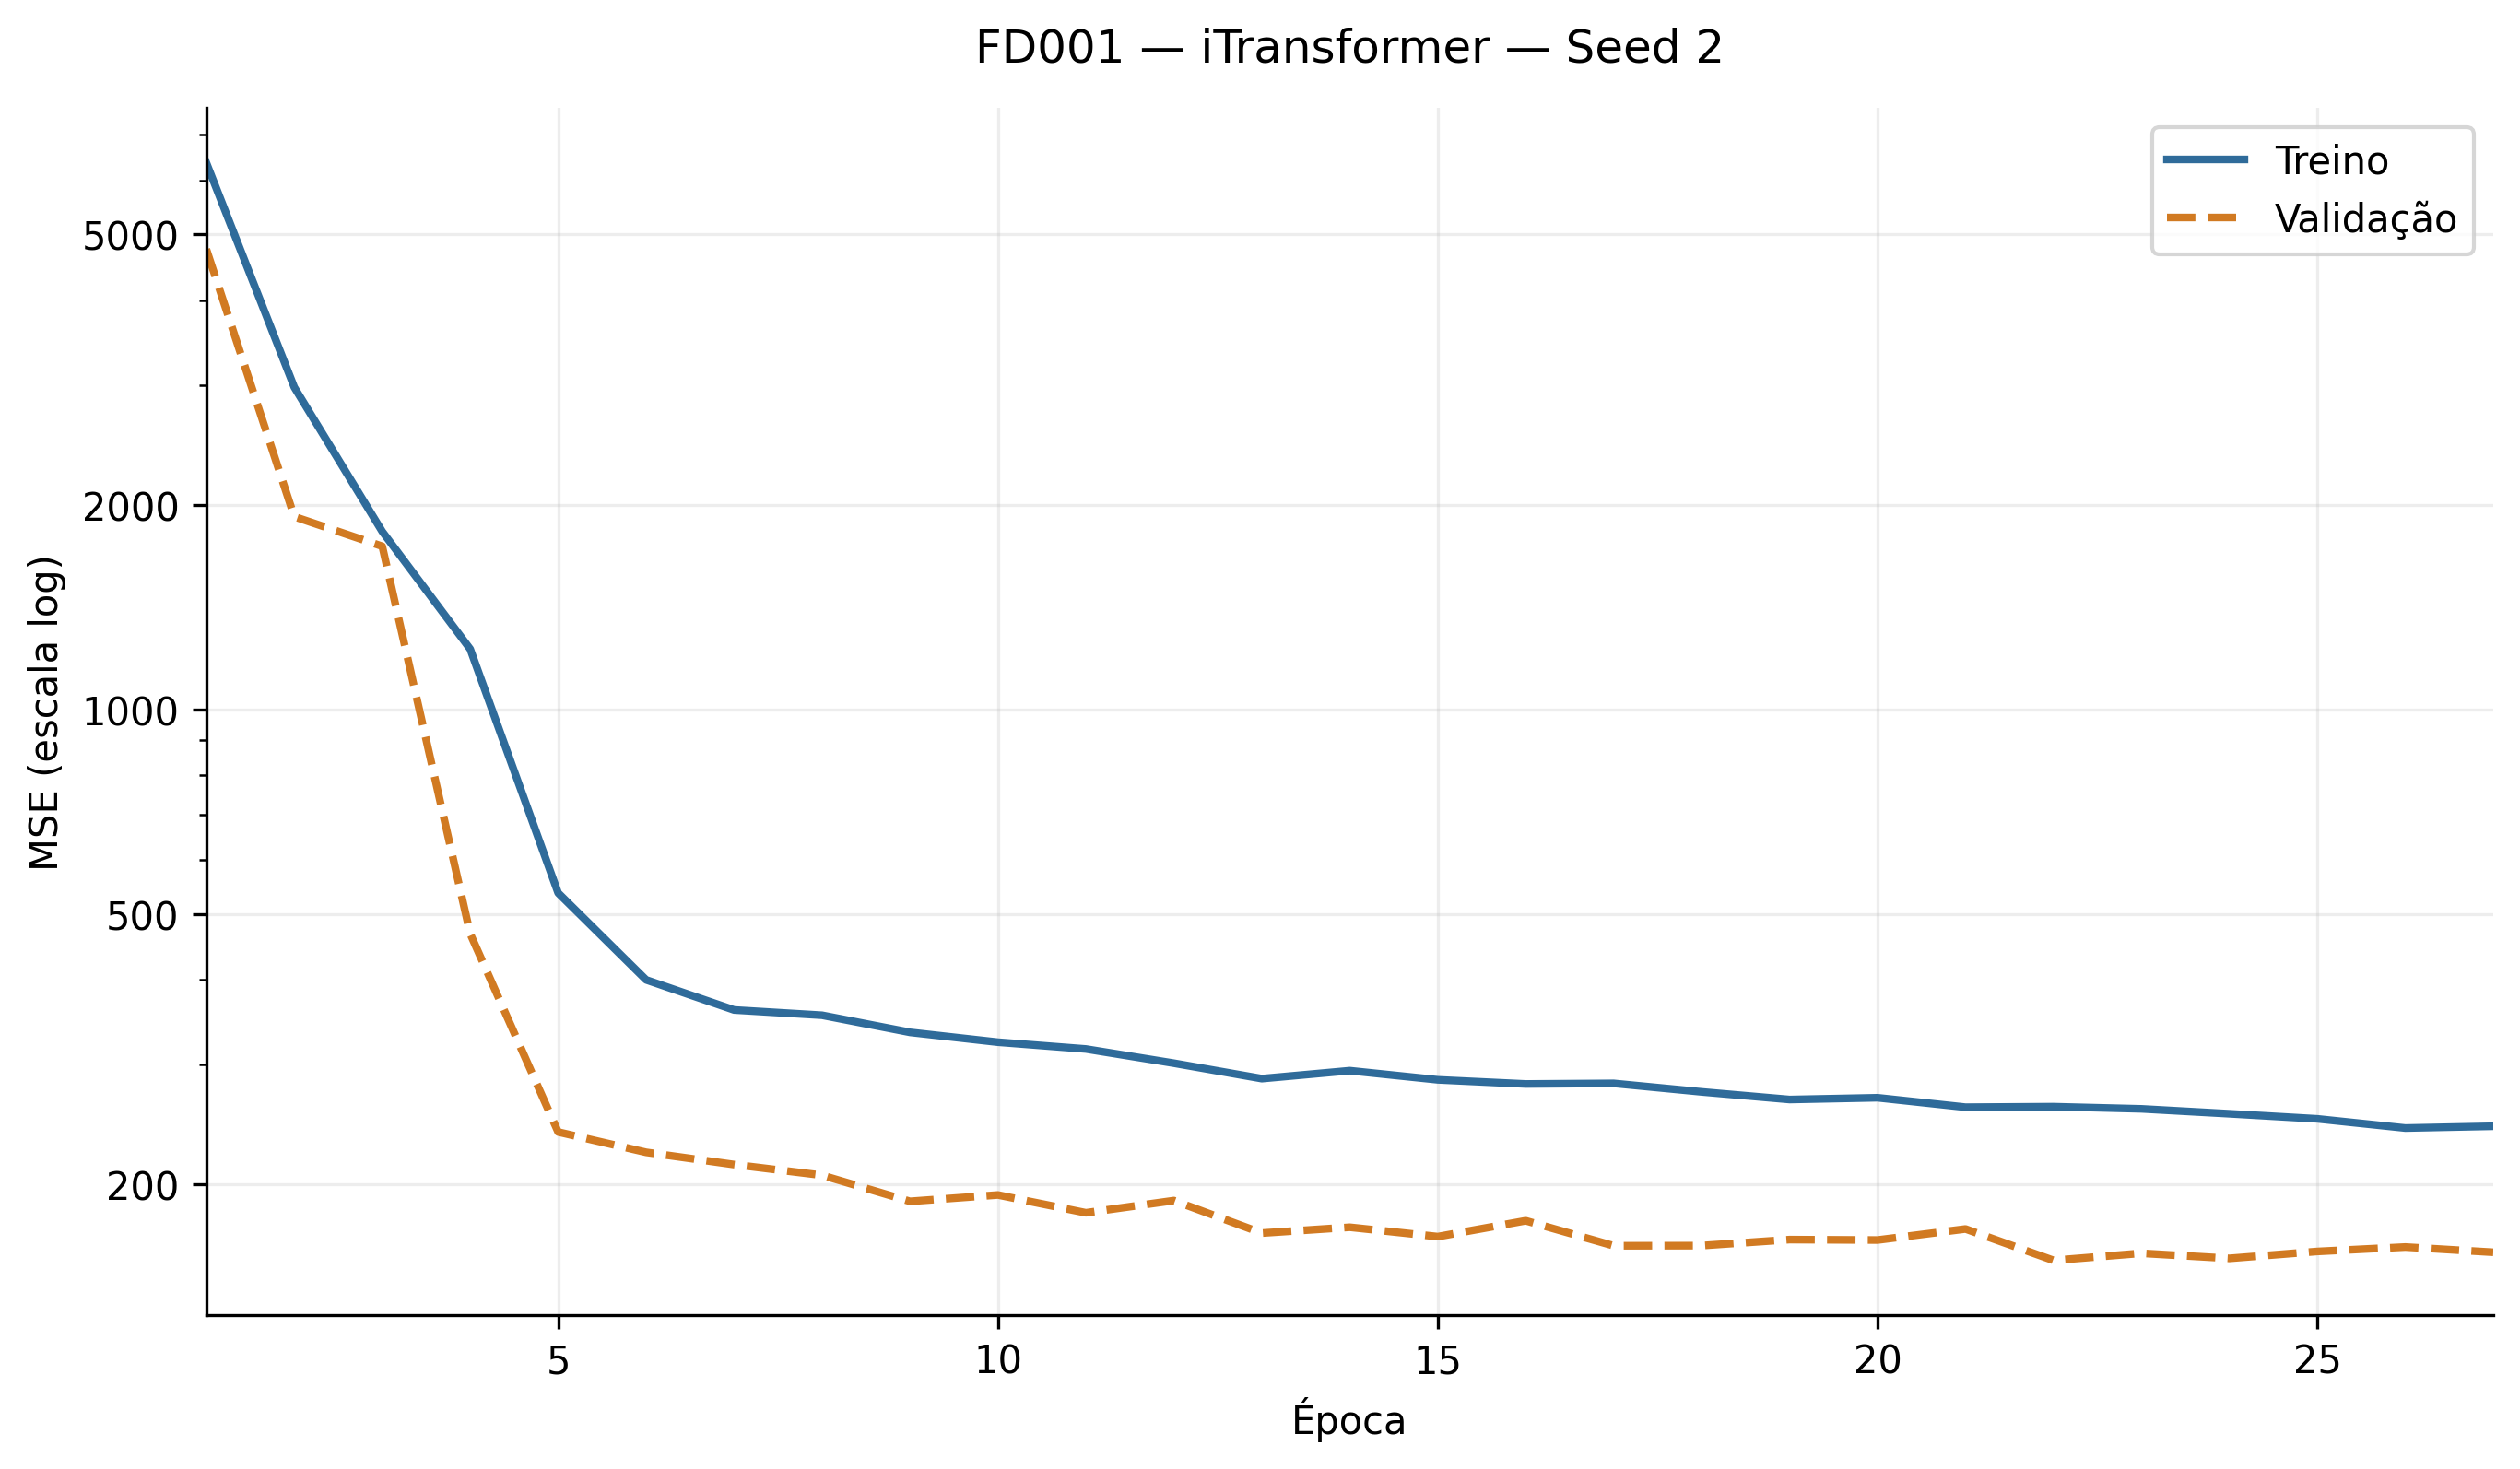 FD001 — iTransformer — Seed 2
Treino
Validação
MSE (escala log)
5000
2000
1000
500
200
5 10 15 20 25
Época